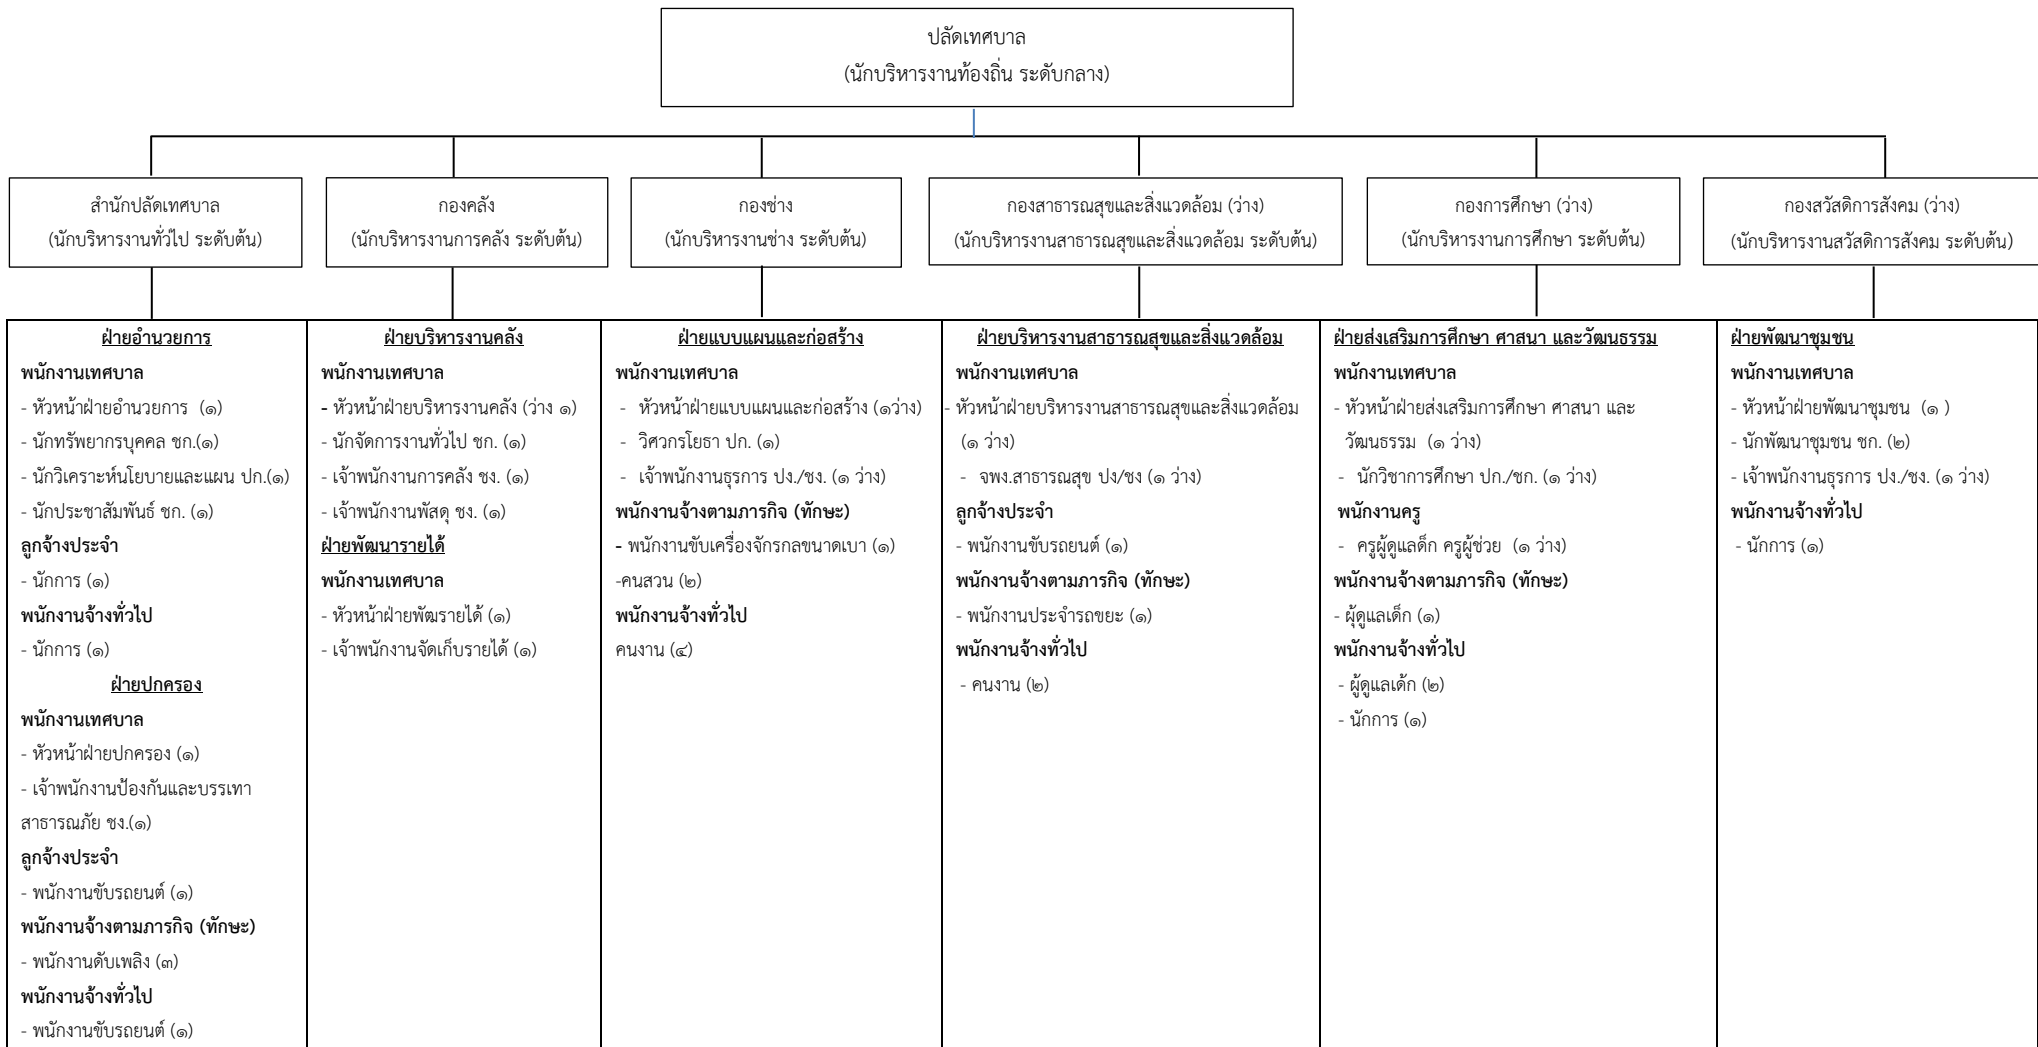 ปลัดเทศบาล
(นักบริหารงานท้องถิ่น ระดับกลาง)
สำนักปลัดเทศบาล
(นักบริหารงานทั่วไป ระดับต้น)
กองคลัง
(นักบริหารงานการคลัง ระดับต้น)
กองช่าง
(นักบริหารงานช่าง ระดับต้น)
กองสาธารณสุขและสิ่งแวดล้อม (ว่าง)
(นักบริหารงานสาธารณสุขและสิ่งแวดล้อม ระดับต้น)
กองการศึกษา (ว่าง)
(นักบริหารงานการศึกษา ระดับต้น)
กองสวัสดิการสังคม (ว่าง)
(นักบริหารงานสวัสดิการสังคม ระดับต้น)
ฝ่ายอำนวยการ
พนักงานเทศบาล
- หัวหน้าฝ่ายอำนวยการ (๑)
- นักทรัพยากรบุคคล ชก.(๑)
- นักวิเคราะห์นโยบายและแผน ปก.(๑)
- นักประชาสัมพันธ์ ชก. (๑)
ลูกจ้างประจำ
- นักการ (๑)
พนักงานจ้างทั่วไป
- นักการ (๑)
ฝ่ายปกครอง
พนักงานเทศบาล
- หัวหน้าฝ่ายปกครอง (๑)
- เจ้าพนักงานป้องกันและบรรเทา
สาธารณภัย ชง.(๑)
ลูกจ้างประจำ
- พนักงานขับรถยนต์ (๑)
พนักงานจ้างตามภารกิจ (ทักษะ)
- พนักงานดับเพลิง (๓)
พนักงานจ้างทั่วไป
- พนักงานขับรถยนต์ (๑)
ฝ่ายบริหารงานคลัง
พนักงานเทศบาล
- หัวหน้าฝ่ายบริหารงานคลัง (ว่าง ๑)
- นักจัดการงานทั่วไป ชก. (๑)
- เจ้าพนักงานการคลัง ชง. (๑)
- เจ้าพนักงานพัสดุ ชง. (๑)
ฝ่ายพัฒนารายได้
พนักงานเทศบาล
- หัวหน้าฝ่ายพัฒรายได้ (๑)
- เจ้าพนักงานจัดเก็บรายได้ (๑)
ฝ่ายแบบแผนและก่อสร้าง
พนักงานเทศบาล
- หัวหน้าฝ่ายแบบแผนและก่อสร้าง (๑ว่าง)
- วิศวกรโยธา ปก. (๑)
- เจ้าพนักงานธุรการ ปง./ชง. (๑ ว่าง)
พนักงานจ้างตามภารกิจ (ทักษะ)
- พนักงานขับเครื่องจักรกลขนาดเบา (๑)
-คนสวน (๒)
พนักงานจ้างทั่วไป
คนงาน (๔)
ฝ่ายบริหารงานสาธารณสุขและสิ่งแวดล้อม
พนักงานเทศบาล
- หัวหน้าฝ่ายบริหารงานสาธารณสุขและสิ่งแวดล้อม
(๑ ว่าง)
- จพง.สาธารณสุข ปง/ชง (๑ ว่าง)
ลูกจ้างประจำ
- พนักงานขับรถยนต์ (๑)
พนักงานจ้างตามภารกิจ (ทักษะ)
- พนักงานประจำรถขยะ (๑)
พนักงานจ้างทั่วไป
- คนงาน (๒)
ฝ่ายส่งเสริมการศึกษา ศาสนา และวัฒนธรรม
พนักงานเทศบาล
- หัวหน้าฝ่ายส่งเสริมการศึกษา ศาสนา และ
วัฒนธรรม (๑ ว่าง)
- นักวิชาการศึกษา ปก./ชก. (๑ ว่าง)
พนักงานครู
- ครูผู้ดูแลด็ก ครูผู้ช่วย (๑ ว่าง)
พนักงานจ้างตามภารกิจ (ทักษะ)
- ผุ้ดูแลเด็ก (๑)
พนักงานจ้างทั่วไป
- ผู้ดูแลเด้ก (๒)
- นักการ (๑)
ฝ่ายพัฒนาชุมชน
พนักงานเทศบาล
- หัวหน้าฝ่ายพัฒนาชุมชน (๑ )
- นักพัฒนาชุมชน ชก. (๒)
- เจ้าพนักงานธุรการ ปง./ชง. (๑ ว่าง)
พนักงานจ้างทั่วไป
- นักการ (๑)